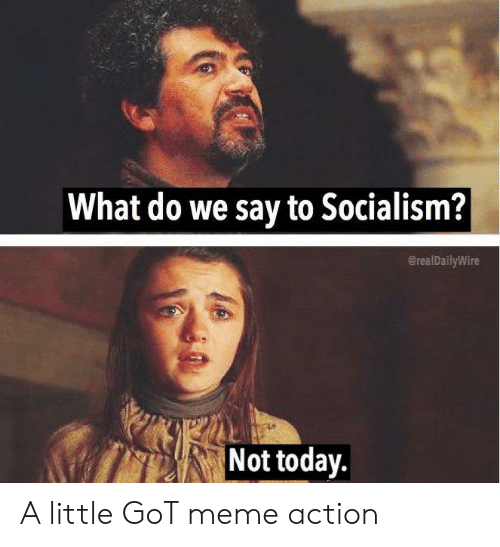 What do we say to Socialism?
@realDailyWire
Not today.
A little GoT meme action